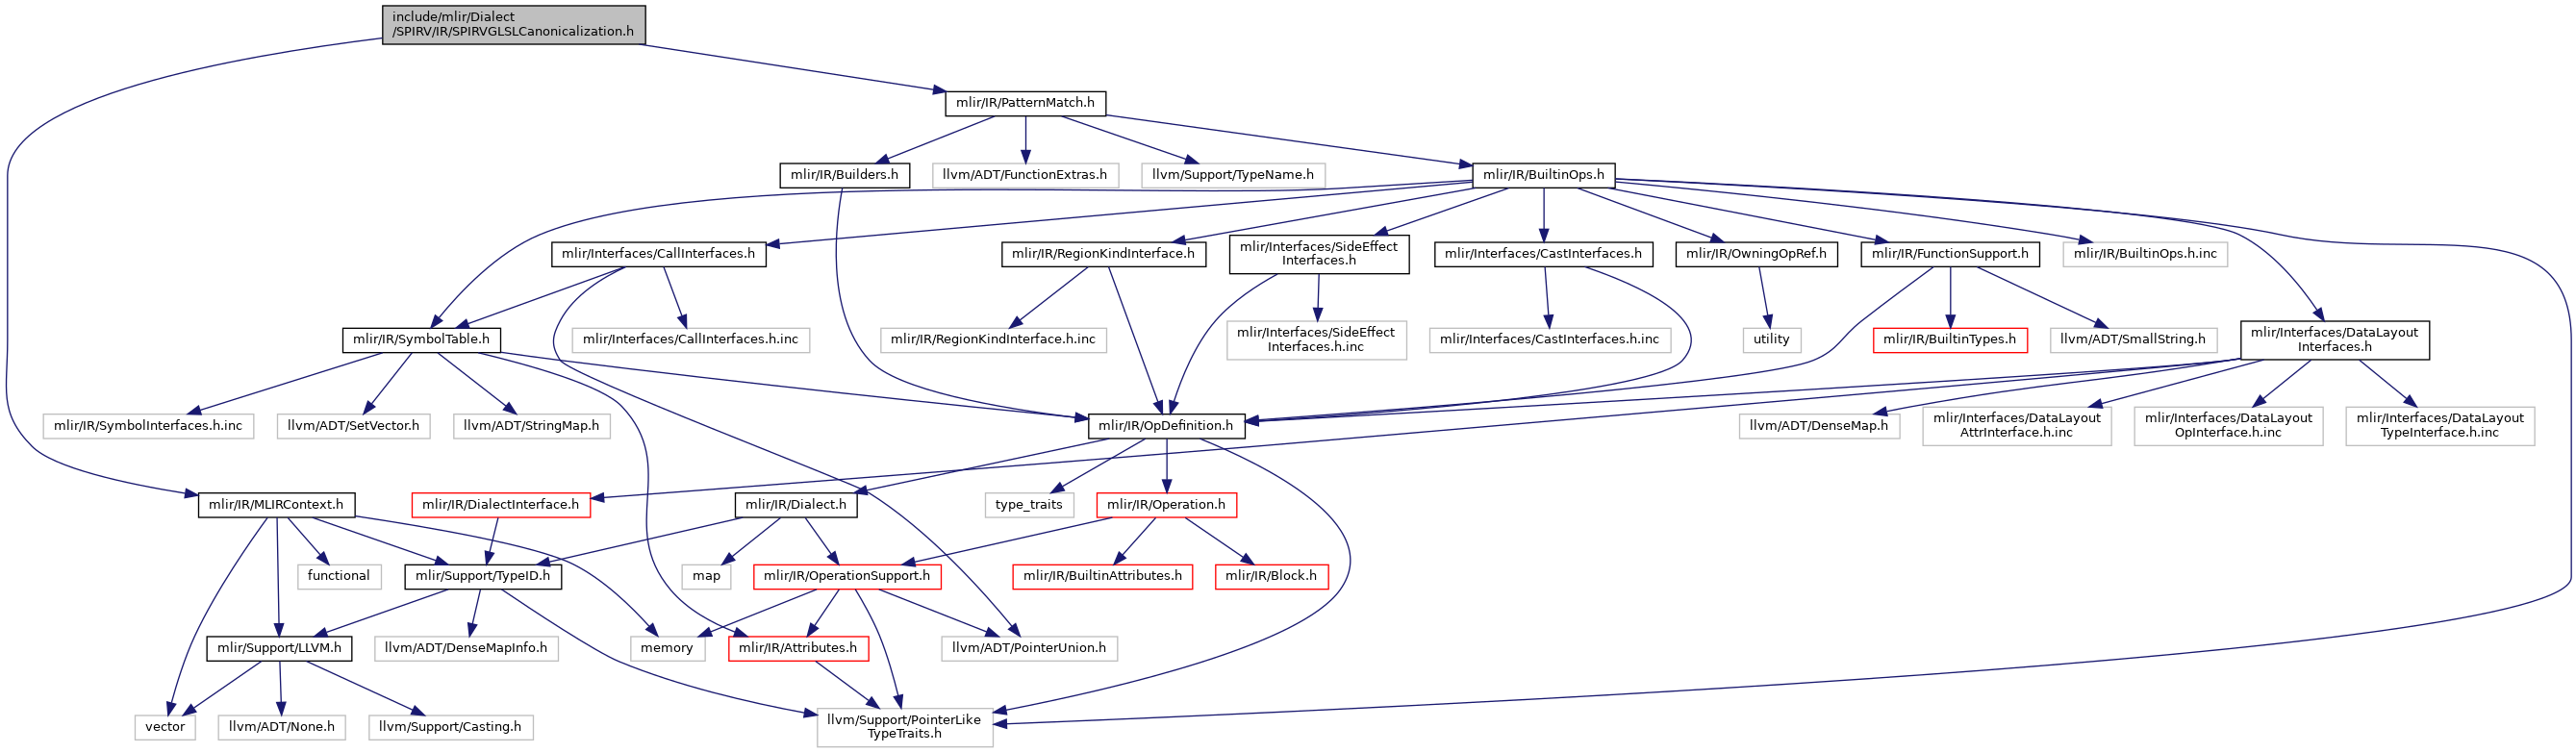 include/mlir/Dialect
/SPIRV/IR/SPIRVGLSLCanonicalization.h
mlir/IR/PatternMatch.h
mlir/IR/Builders.h
llvm/ADT/FunctionExtras.h
llvm/Support/TypeName.h
mlir/IR/BuiltinOps.h
mlir/Interfaces/CallInterfaces.h
mlir/IR/RegionKindInterface.h
mlir/Interfaces/SideEffect
Interfaces.h
mlir/Interfaces/CastInterfaces.h
mlir/IR/OwningOpRef.h
mlir/IR/FunctionSupport.h
mlir/IR/BuiltinOps.h.inc
mlir/IR/SymbolTable.h
mlir/Interfaces/CallInterfaces.h.inc
mlir/IR/RegionKindInterface.h.inc
mlir/Interfaces/SideEffect
Interfaces.h.inc
mlir/Interfaces/CastInterfaces.h.inc
utility
mlir/IR/BuiltinTypes.h
llvm/ADT/SmallString.h
mlir/Interfaces/DataLayout
Interfaces.h
mlir/IR/SymbolInterfaces.h.inc
llvm/ADT/SetVector.h
llvm/ADT/StringMap.h
mlir/IR/OpDefinition.h
llvm/ADT/DenseMap.h
mlir/Interfaces/DataLayout
AttrInterface.h.inc
mlir/Interfaces/DataLayout
OpInterface.h.inc
mlir/Interfaces/DataLayout
TypeInterface.h.inc
mlir/IR/MLIRContext.h
mlir/IR/DialectInterface.h
mlir/IR/Dialect.h
type_traits
mlir/IR/Operation.h
functional
mlir/Support/TypeID.h
map
mlir/IR/OperationSupport.h
mlir/IR/BuiltinAttributes.h
mlir/IR/Block.h
mlir/Support/LLVM.h
llvm/ADT/DenseMapInfo.h
memory
mlir/IR/Attributes.h
llvm/ADT/PointerUnion.h
vector
llvm/ADT/None.h
llvm/Support/Casting.h
llvm/Support/PointerLike
TypeTraits.h